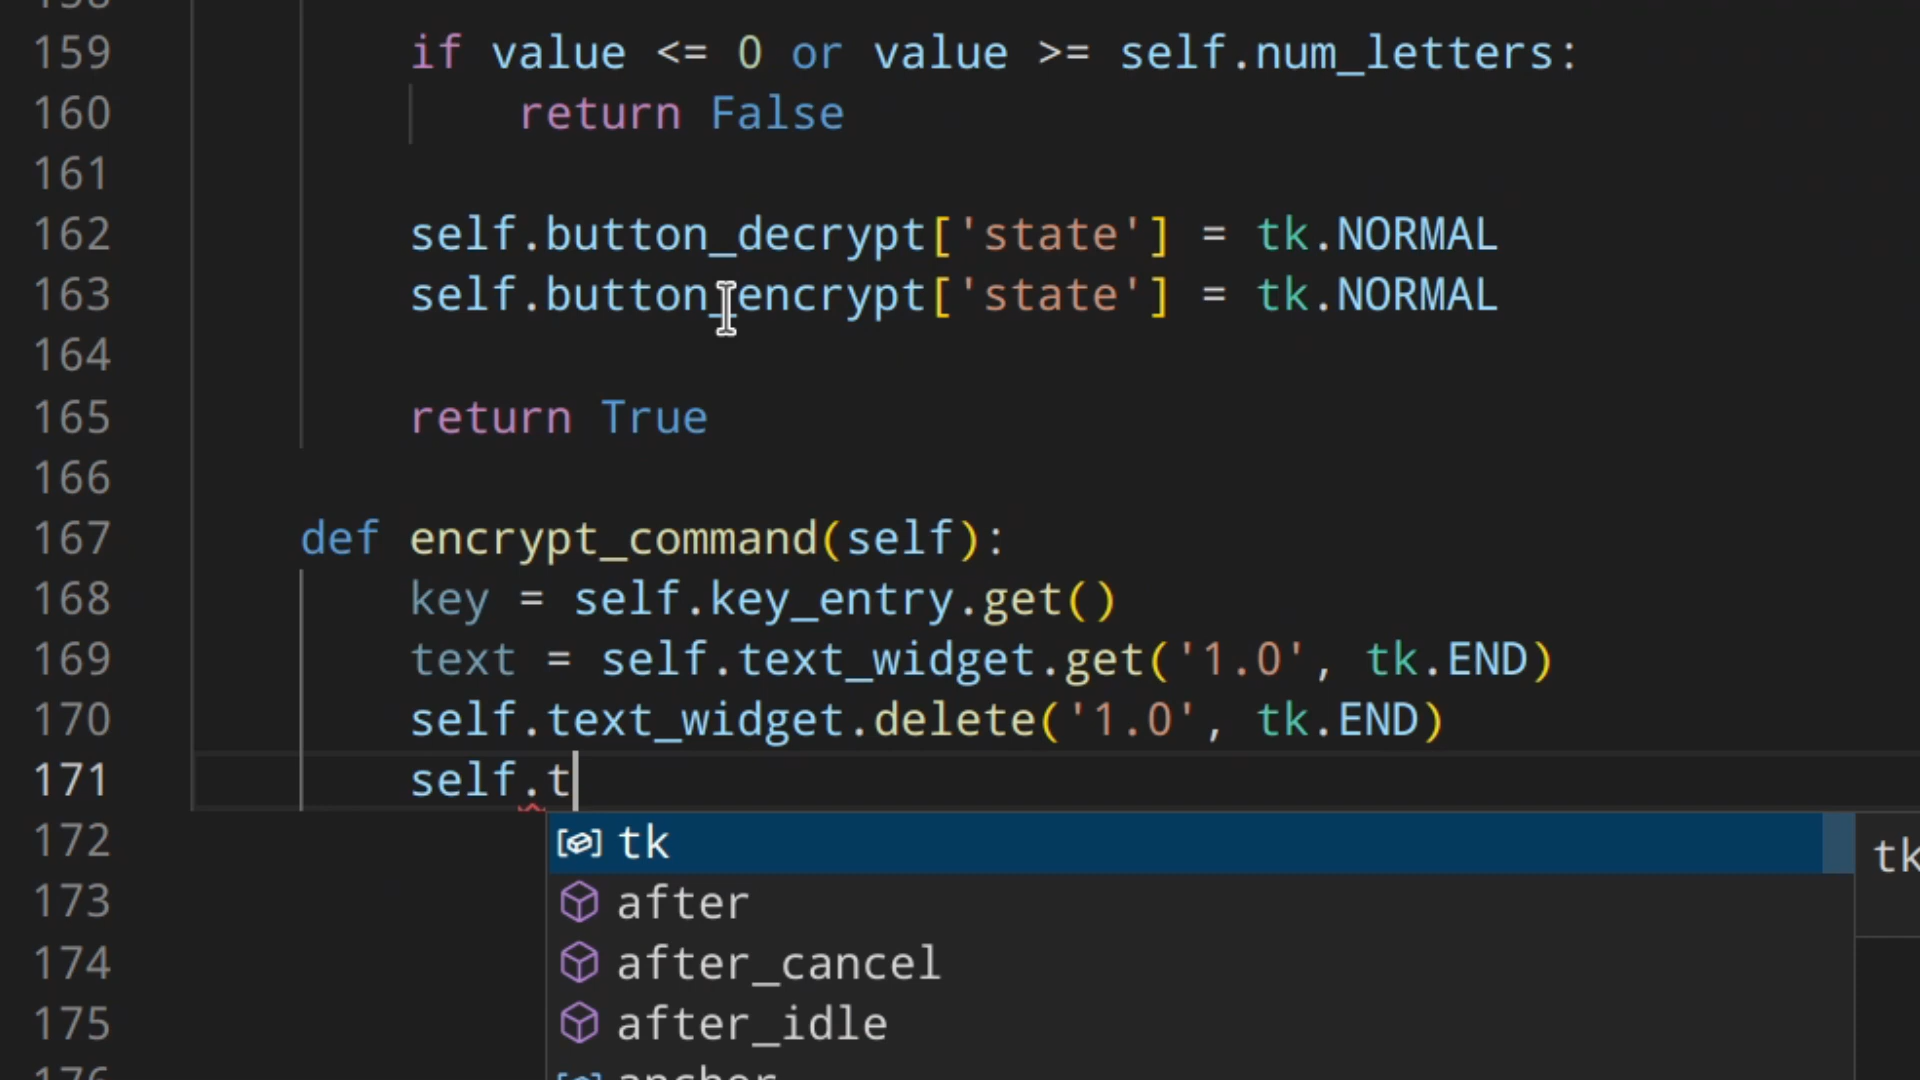 159 if value <= 0 or value >= self.num_letters:
160 return False
161
162 self.button_decrypt['state'] = tk.NORMAL
163 self.button_encrypt['state'] = tk.NORMAL
164
165 return True
166
167 def encrypt_command(self):
168 key = self.key_entry.get()
169 text = self.text_widget.get('1.0', tk.END)
170 self.text_widget.delete('1.0', tk.END)
171 self.t
172 tk tk
173 after
174 after_cancel
175 after_idle